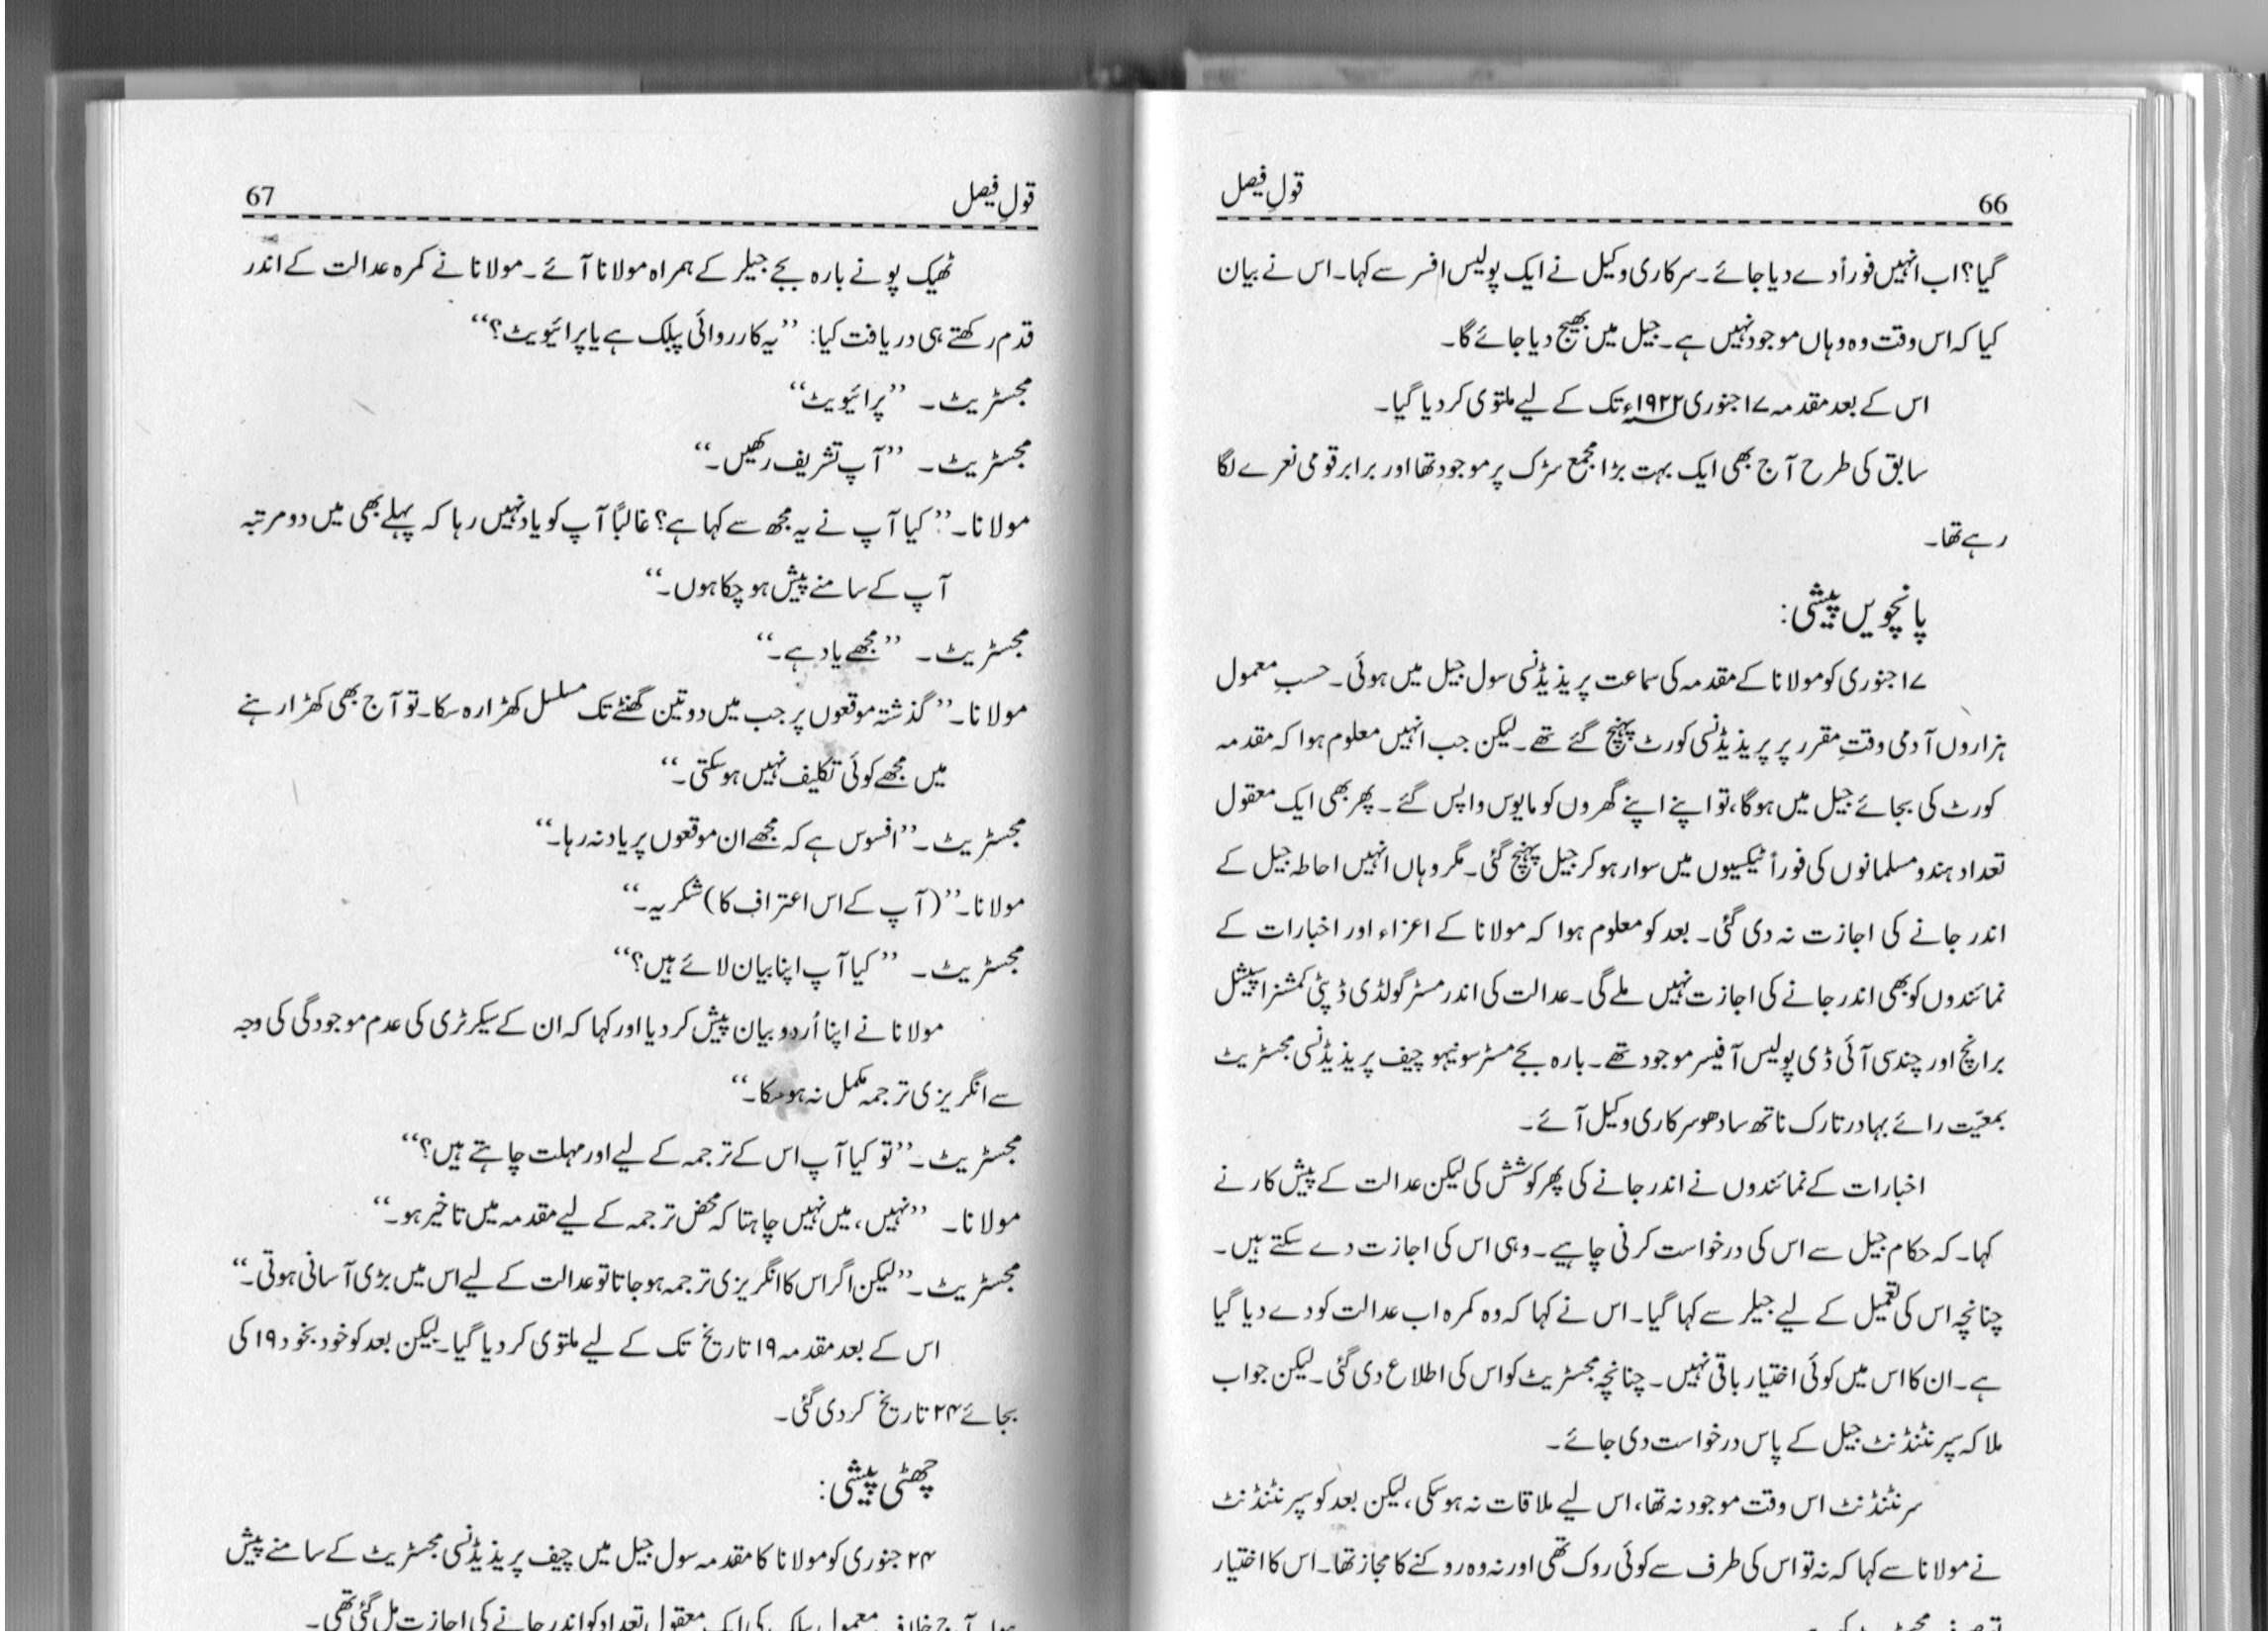 66 قولِ فیصل
گیا؟ اب انہیں فوراً دے دیا جائے۔ سرکاری وکیل نے ایک پولیس افسر سے کہا۔ اس نے بیان
کیا کہ اس وقت وہ وہاں موجود نہیں ہے۔ جیل میں بھیج دیا جائے گا۔
اس کے بعد مقدمہ ۱۷ جنوری ۱۹۲۲ء تک کے لیے ملتوی کر دیا گیا۔
سابق کی طرح آج بھی ایک بہت بڑا مجمع سڑک پر موجود تھا اور برابر قومی نعرے لگا
رہے تھا۔
پانچویں پیشی:
۱۷ جنوری کو مولانا کے مقدمہ کی سماعت پریذیڈنسی سول جیل میں ہوئی۔ حسبِ معمول
ہزاروں آدمی وقتِ مقرر پر پریذیڈنسی کورٹ پہنچ گئے تھے۔ لیکن جب انہیں معلوم ہوا کہ مقدمہ
کورٹ کی بجائے جیل میں ہوگا، تو اپنے اپنے گھروں کو مایوس واپس گئے۔ پھر بھی ایک معقول
تعداد ہندو مسلمانوں کی فوراً ٹیکسیوں میں سوار ہو کر جیل پہنچ گئی۔ مگر وہاں انہیں احاطہ جیل کے
اندر جانے کی اجازت نہ دی گئی۔ بعد کو معلوم ہوا کہ مولانا کے اعزاء اور اخبارات کے
نمائندوں کو بھی اندر جانے کی اجازت نہیں ملے گی۔ عدالت کی اندر مسٹر گولڈی ڈپٹی کمشنر اسپیشل
برانچ اور چند سی آئی ڈی پولیس آفیسر موجود تھے۔ بارہ بجے مسٹر سونیہو چیف پریذیڈنسی مجسٹریٹ
بمعیّت رائے بہادر تارک ناتھ سادھو سرکاری وکیل آئے۔
اخبارات کے نمائندوں نے اندر جانے کی پھر کوشش کی لیکن عدالت کے پیش کار نے
کہا۔ کہ حکام جیل سے اس کی درخواست کرنی چاہیے۔ وہی اس کی اجازت دے سکتے ہیں۔
چنانچہ اس کی تعمیل کے لیے جیلر سے کہا گیا۔ اس نے کہا کہ وہ کمرہ اب عدالت کو دے دیا گیا
ہے۔ ان کا اس میں کوئی اختیار باقی نہیں۔ چنانچہ مجسٹریٹ کو اس کی اطلاع دی گئی۔ لیکن جواب
ملا کہ سپرنٹنڈنٹ جیل کے پاس درخواست دی جائے۔
سرنٹنڈنٹ اس وقت موجود نہ تھا، اس لیے ملاقات نہ ہو سکی، لیکن بعد کو سپرنٹنڈنٹ
نے مولانا سے کہا کہ نہ تو اس کی طرف سے کوئی روک تھی اور نہ وہ روکنے کا مجاز تھا۔ اس کا اختیار
قولِ فیصل 67
ٹھیک پونے بارہ بجے جیلر کے ہمراہ مولانا آئے۔ مولانا نے کمرہ عدالت کے اندر
قدم رکھتے ہی دریافت کیا: ’’یہ کارروائی پبلک ہے یا پرائیویٹ؟‘‘
مجسٹریٹ۔ ’’پرائیویٹ‘‘
مجسٹریٹ۔ ’’آپ تشریف رکھیں۔‘‘
مولانا۔ ’’کیا آپ نے یہ مجھ سے کہا ہے؟ غالباً آپ کو یاد نہیں رہا کہ پہلے بھی میں دو مرتبہ
آپ کے سامنے پیش ہو چکا ہوں۔‘‘
مجسٹریٹ۔ ’’مجھے یاد ہے۔‘‘
مولانا۔ ’’گذشتہ موقعوں پر جب میں دو تین گھنٹے تک مسلسل کھڑا رہ سکا۔ تو آج بھی کھڑا رہنے
میں مجھے کوئی تکلیف نہیں ہو سکتی۔‘‘
مجسٹریٹ۔ ’’افسوس ہے کہ مجھے ان موقعوں پر یاد نہ رہا۔‘‘
مولانا۔ ’’(آپ کے اس اعتراف کا) شکریہ۔‘‘
مجسٹریٹ۔ ’’کیا آپ اپنا بیان لائے ہیں؟‘‘
مولانا نے اپنا اُردو بیان پیش کر دیا اور کہا کہ ان کے سیکرٹری کی عدم موجودگی کی وجہ
سے انگریزی ترجمہ مکمل نہ ہو سکا۔‘‘
مجسٹریٹ۔ ’’تو کیا آپ اس کے ترجمہ کے لیے اور مہلت چاہتے ہیں؟‘‘
مولانا۔ ’’نہیں، میں نہیں چاہتا کہ محض ترجمہ کے لیے مقدمہ میں تاخیر ہو۔‘‘
مجسٹریٹ۔ ’’لیکن اگر اس کا انگریزی ترجمہ ہو جاتا تو عدالت کے لیے اس میں بڑی آسانی ہوتی۔‘‘
اس کے بعد مقدمہ ۱۹ تاریخ تک کے لیے ملتوی کر دیا گیا۔ لیکن بعد کو خود بخود ۱۹ کی
بجائے ۲۴ تاریخ کر دی گئی۔
چھٹی پیشی:
۲۴ جنوری کو مولانا کا مقدمہ سول جیل میں چیف پریذیڈنسی مجسٹریٹ کے سامنے پیش
ہوا۔ آج خلاف معمول پبلک کی ایک معقول تعداد کو اندر جانے کی اجازت مل گئی تھی۔